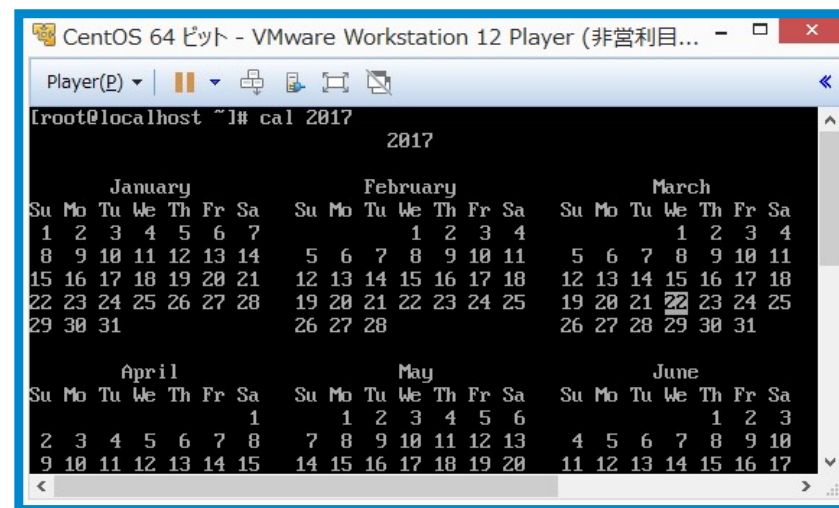 CentOS 64 ビット - VMware Workstation 12 Player (非営利目...
Player(P)
[root@localhost ~]# cal 2017
2017
January February March
Su Mo Tu We Th Fr Sa Su Mo Tu We Th Fr Sa Su Mo Tu We Th Fr Sa
1 2 3 4 5 6 7 1 2 3 4 1 2 3 4
8 9 10 11 12 13 14 5 6 7 8 9 10 11 5 6 7 8 9 10 11
15 16 17 18 19 20 21 12 13 14 15 16 17 18 12 13 14 15 16 17 18
22 23 24 25 26 27 28 19 20 21 22 23 24 25 19 20 21 22 23 24 25
29 30 31 26 27 28 26 27 28 29 30 31
April May June
Su Mo Tu We Th Fr Sa Su Mo Tu We Th Fr Sa Su Mo Tu We Th Fr Sa
1 1 2 3 4 5 6 1 2 3
2 3 4 5 6 7 8 7 8 9 10 11 12 13 4 5 6 7 8 9 10
9 10 11 12 13 14 15 14 15 16 17 18 19 20 11 12 13 14 15 16 17